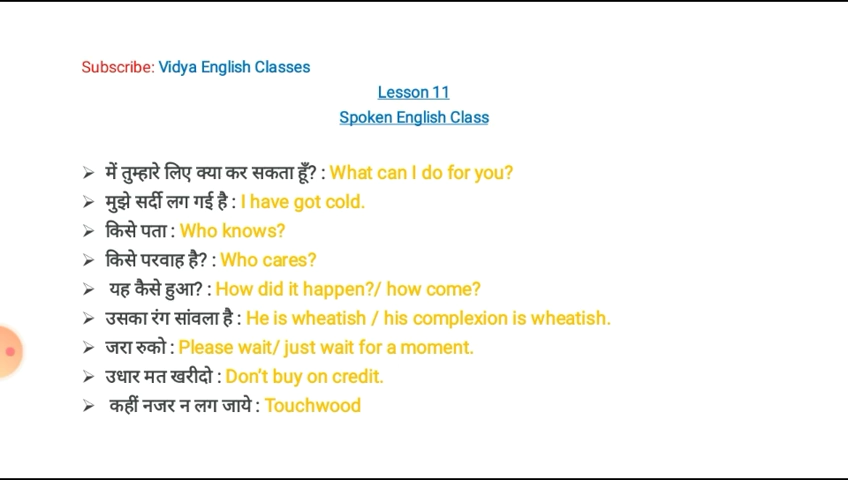 Subscribe: Vidya English Classes
Lesson 11
Spoken English Class
➢ में तुम्हारे लिए क्या कर सकता हूँ? : What can I do for you?
➢ मुझे सर्दी लग गई है : I have got cold.
➢ किसे पता : Who knows?
➢ किसे परवाह है? : Who cares?
➢ यह कैसे हुआ? : How did it happen?/ how come?
➢ उसका रंग सांवला है : He is wheatish / his complexion is wheatish.
➢ जरा रुको : Please wait/ just wait for a moment.
➢ उधार मत खरीदो : Don't buy on credit.
➢ कहीं नजर न लग जाये : Touchwood